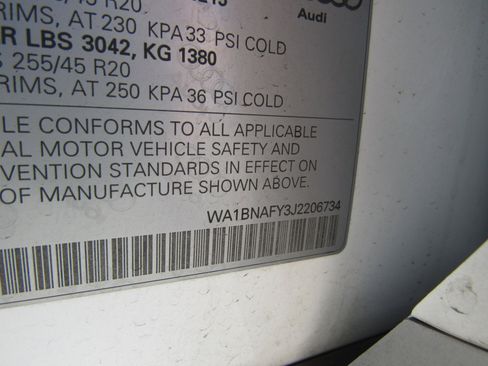 Audi
RIMS, AT 230 KPA 33 PSI COLD
R LBS 3042, KG 1380
255/45 R20
RIMS, AT 250 KPA 36 PSI COLD
LE CONFORMS TO ALL APPLICABLE
AL MOTOR VEHICLE SAFETY AND
VENTION STANDARDS IN EFFECT ON
OF MANUFACTURE SHOWN ABOVE.
WA1BNAFY3J2206734